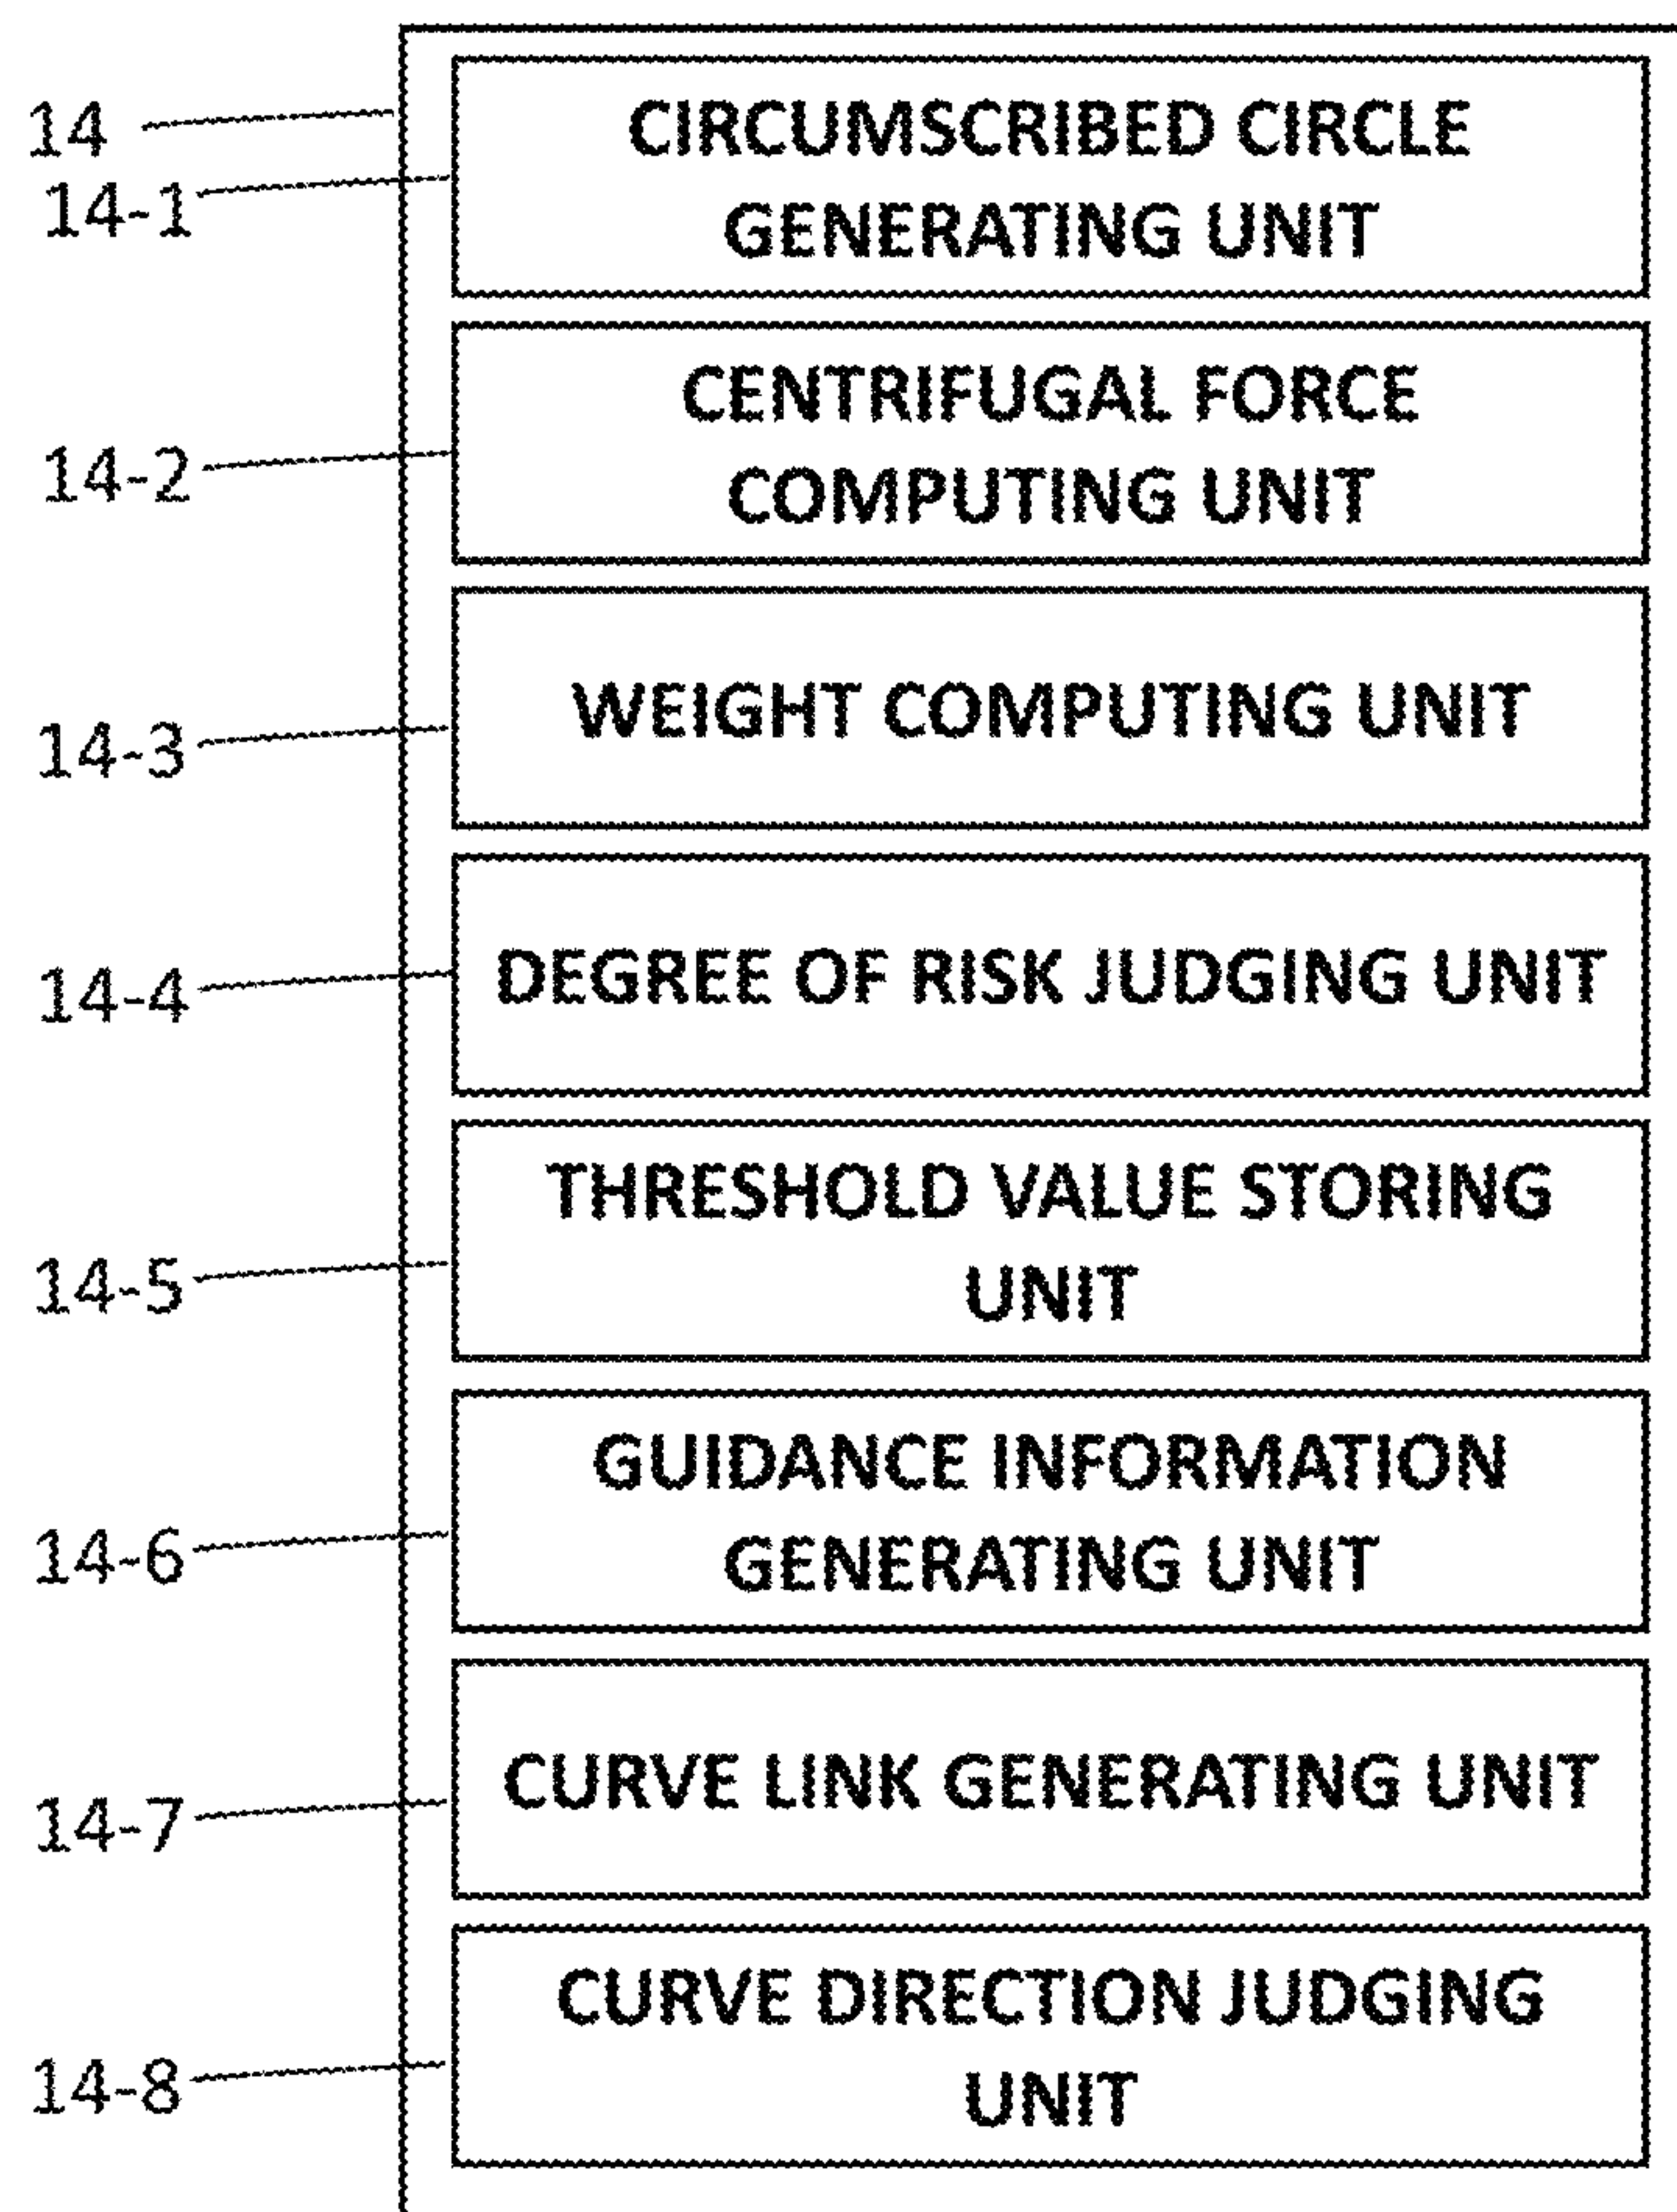 14
14-1
CIRCUMSCRIBED CIRCLE
GENERATING UNIT
14-2
CENTRIFUGAL FORCE
COMPUTING UNIT
14-3
WEIGHT COMPUTING UNIT
14-4
DEGREE OF RISK JUDGING UNIT
14-5
THRESHOLD VALUE STORING
UNIT
14-6
GUIDANCE INFORMATION
GENERATING UNIT
14-7
CURVE LINK GENERATING UNIT
14-8
CURVE DIRECTION JUDGING
UNIT